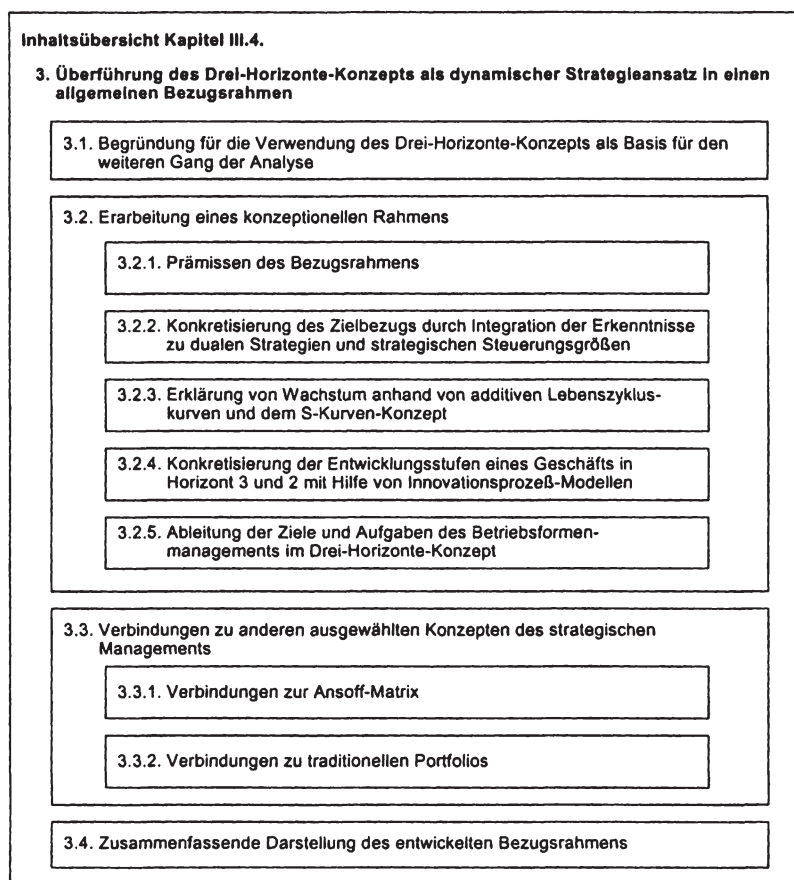 Inhaltsübersicht Kapitel III.4.
3. Überführung des Drei-Horizonte-Konzepts als dynamischer Strategieansatz in einen
allgemeinen Bezugsrahmen
3.1. Begründung für die Verwendung des Drei-Horizonte-Konzepts als Basis für den
weiteren Gang der Analyse
3.2. Erarbeitung eines konzeptionellen Rahmens
3.2.1. Prämissen des Bezugsrahmens
3.2.2. Konkretisierung des Zielbezugs durch Integration der Erkenntnisse
zu dualen Strategien und strategischen Steuerungsgrößen
3.2.3. Erklärung von Wachstum anhand von additiven Lebenszyklus-
kurven und dem S-Kurven-Konzept
3.2.4. Konkretisierung der Entwicklungsstufen eines Geschäfts in
Horizont 3 und 2 mit Hilfe von Innovationsprozeß-Modellen
3.2.5. Ableitung der Ziele und Aufgaben des Betriebsformen-
managements im Drei-Horizonte-Konzept
3.3. Verbindungen zu anderen ausgewählten Konzepten des strategischen
Managements
3.3.1. Verbindungen zur Ansoff-Matrix
3.3.2. Verbindungen zu traditionellen Portfolios
3.4. Zusammenfassende Darstellung des entwickelten Bezugsrahmens